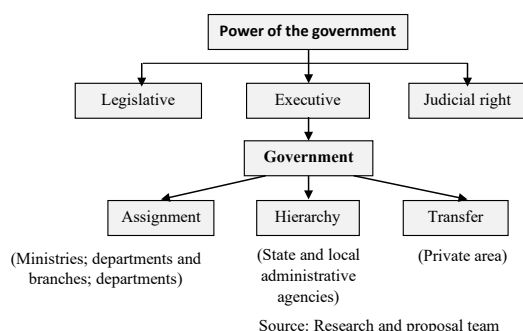 Power of the government
Legislative
Executive
Judicial right
Government
Assignment
Hierarchy
Transfer
(Ministries; departments and
branches; departments)
(State and local
administrative
agencies)
(Private area)
Source: Research and proposal team